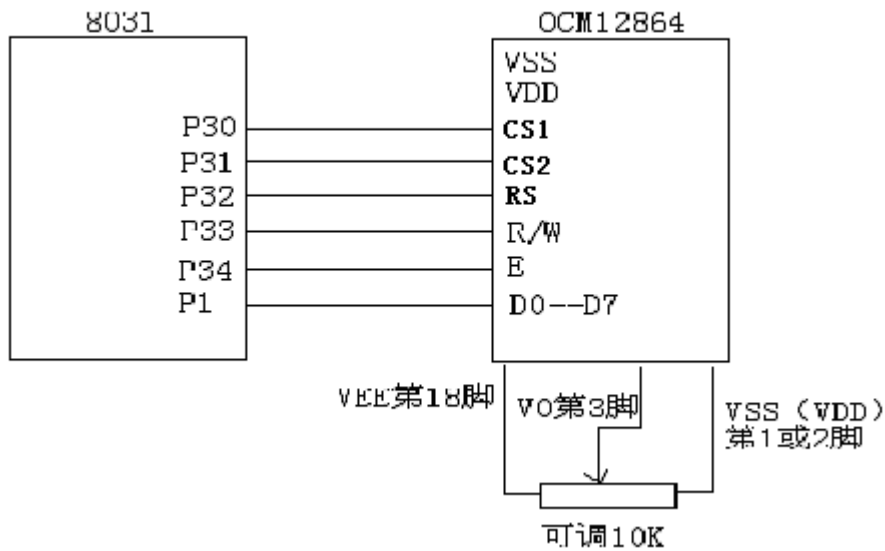 8031
OCM12864
VSS
VDD
P30
CS1
P31
CS2
P32
RS
P33
R/W
P34
E
P1
D0--D7
VEE第18脚
VO第3脚
VSS（VDD）
第1或2脚
可调10K